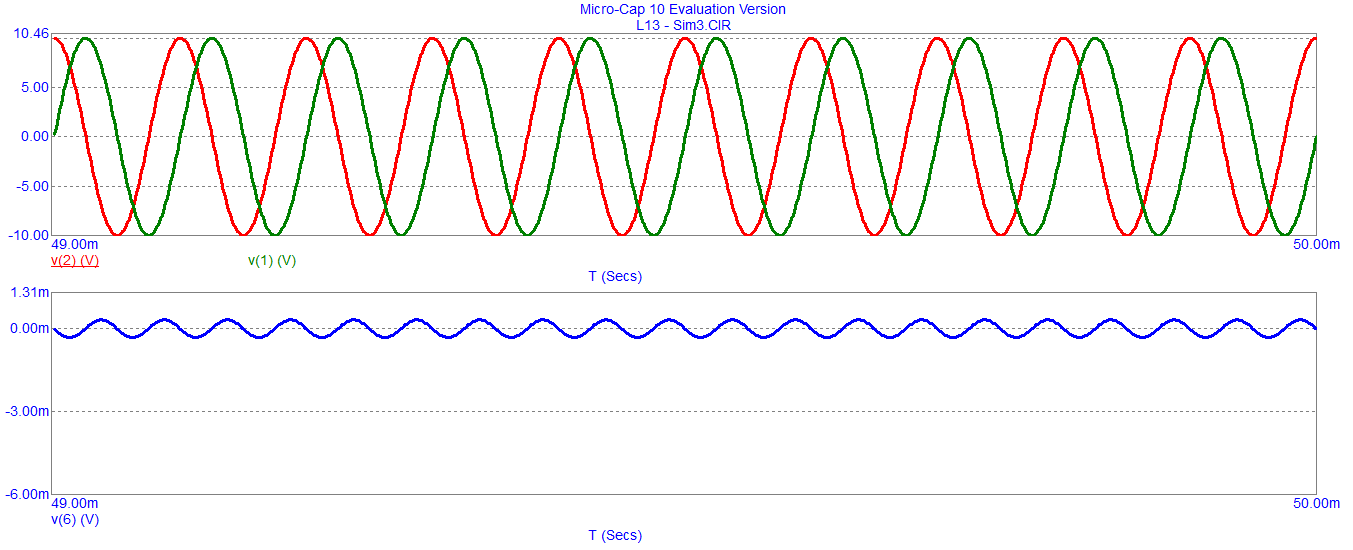 Micro-Cap 10 Evaluation Version
L13 - Sim3.CIR
10.46
5.00
0.00
-5.00
-10.00
49.00m 50.00m
v(2) (V) v(1) (V)
T (Secs)
1.31m
0.00m
-3.00m
-6.00m
49.00m 50.00m
v(6) (V)
T (Secs)